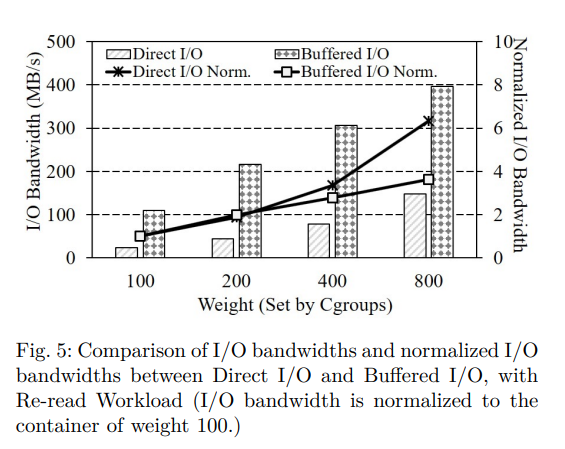 500
400
300
200
100
0
I/O Bandwidth (MB/s)
Direct I/O
Buffered I/O
Direct I/O Norm.
Buffered I/O Norm.
10
8
6
4
2
0
Normalized I/O Bandwidth
100 200 400 800
Weight (Set by Cgroups)
Fig. 5: Comparison of I/O bandwidths and normalized I/O
bandwidths between Direct I/O and Buffered I/O, with
Re-read Workload (I/O bandwidth is normalized to the
container of weight 100.)